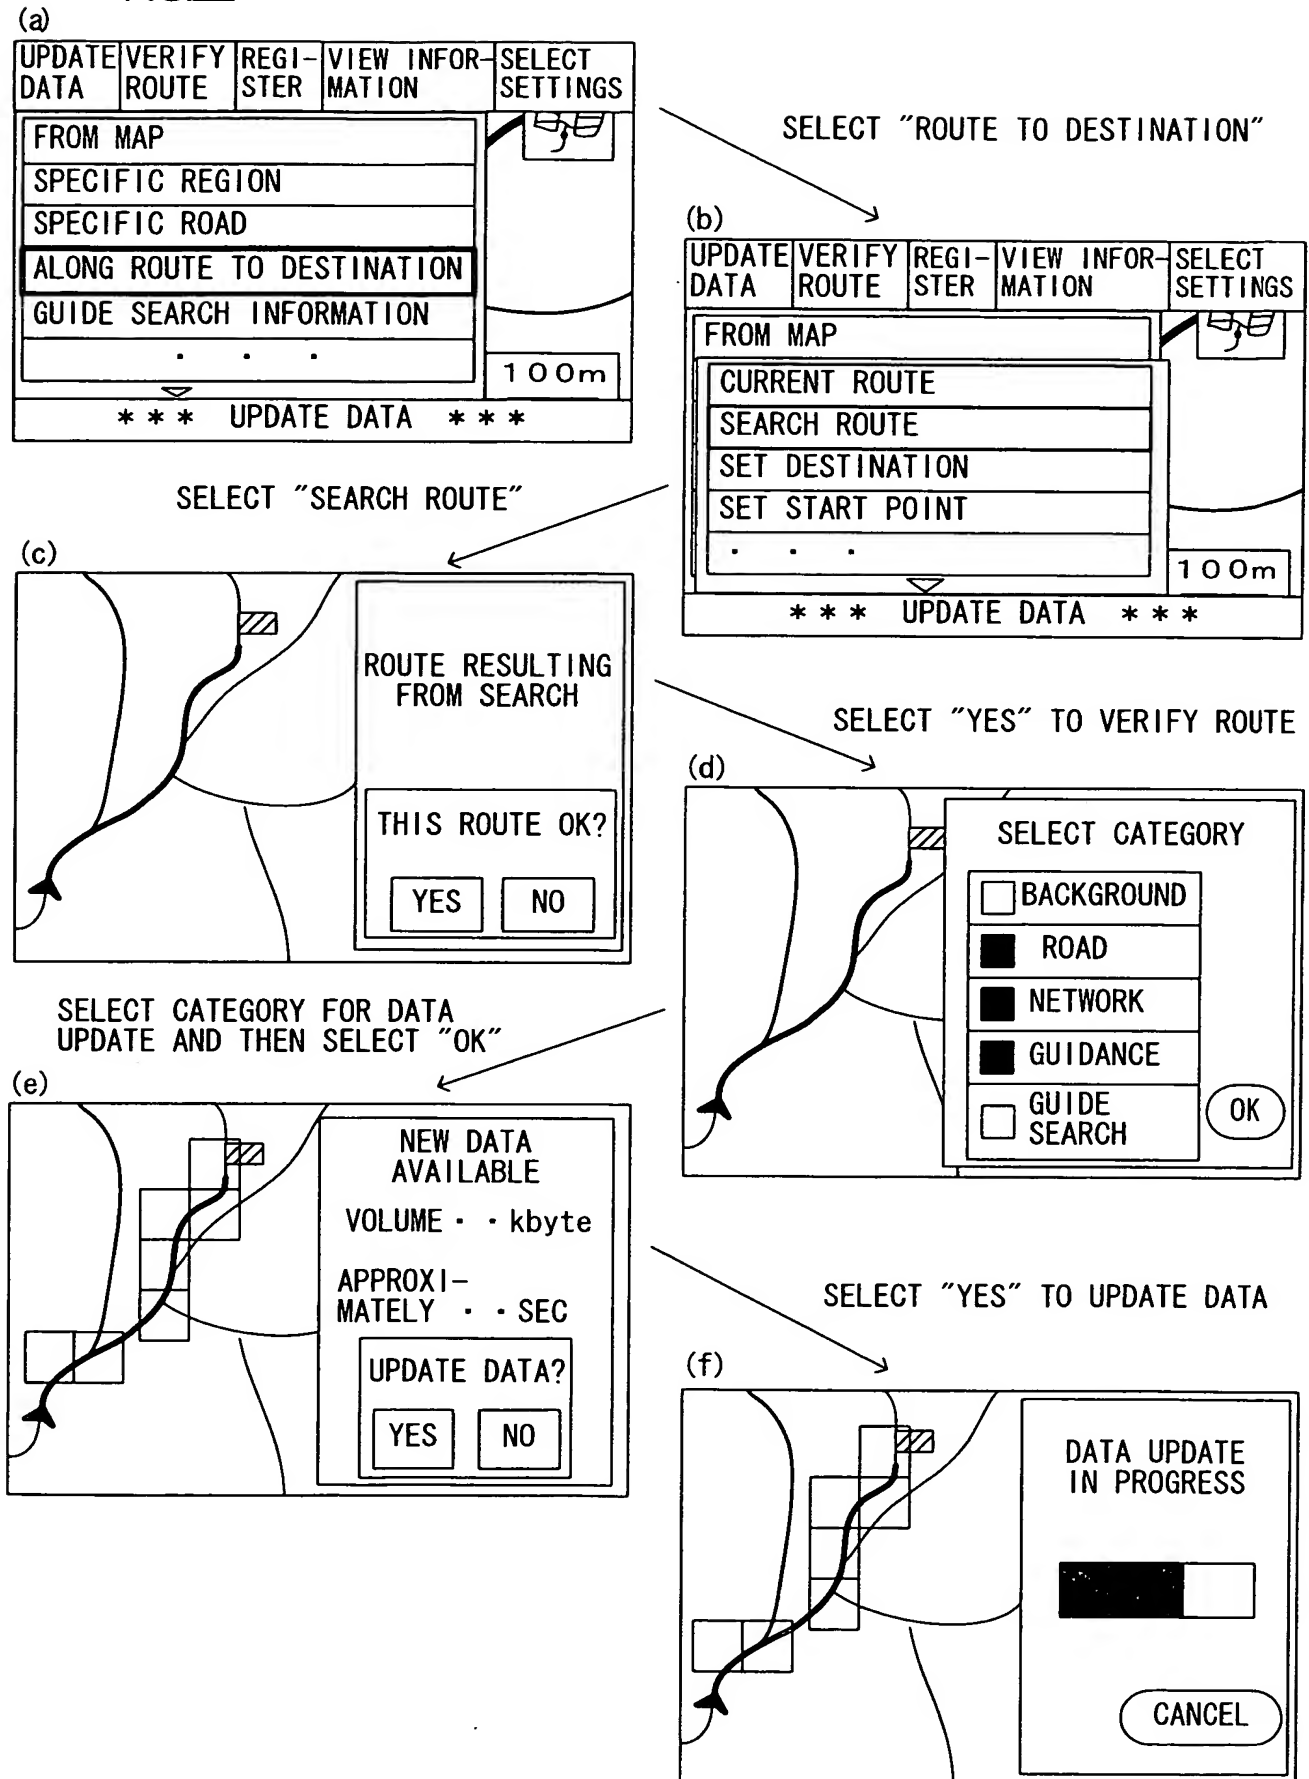 (a)
UPDATE DATA VERIFY ROUTE REGI-STER VIEW INFOR-MATION SELECT SETTINGS
FROM MAP
SPECIFIC REGION
SPECIFIC ROAD
ALONG ROUTE TO DESTINATION
GUIDE SEARCH INFORMATION
· · ·
100m
*** UPDATE DATA ***
SELECT "ROUTE TO DESTINATION"
(b)
UPDATE DATA VERIFY ROUTE REGI-STER VIEW INFOR-MATION SELECT SETTINGS
FROM MAP
CURRENT ROUTE
SEARCH ROUTE
SET DESTINATION
SET START POINT
· · ·
100m
*** UPDATE DATA ***
SELECT "SEARCH ROUTE"
(c)
ROUTE RESULTING
FROM SEARCH
THIS ROUTE OK?
YES NO
SELECT "YES" TO VERIFY ROUTE
(d)
SELECT CATEGORY
BACKGROUND
ROAD
NETWORK
GUIDANCE
GUIDE
SEARCH
OK
SELECT CATEGORY FOR DATA
UPDATE AND THEN SELECT "OK"
(e)
NEW DATA
AVAILABLE
VOLUME · · kbyte
APPROXI-
MATELY · · SEC
UPDATE DATA?
YES NO
SELECT "YES" TO UPDATE DATA
(f)
DATA UPDATE
IN PROGRESS
CANCEL